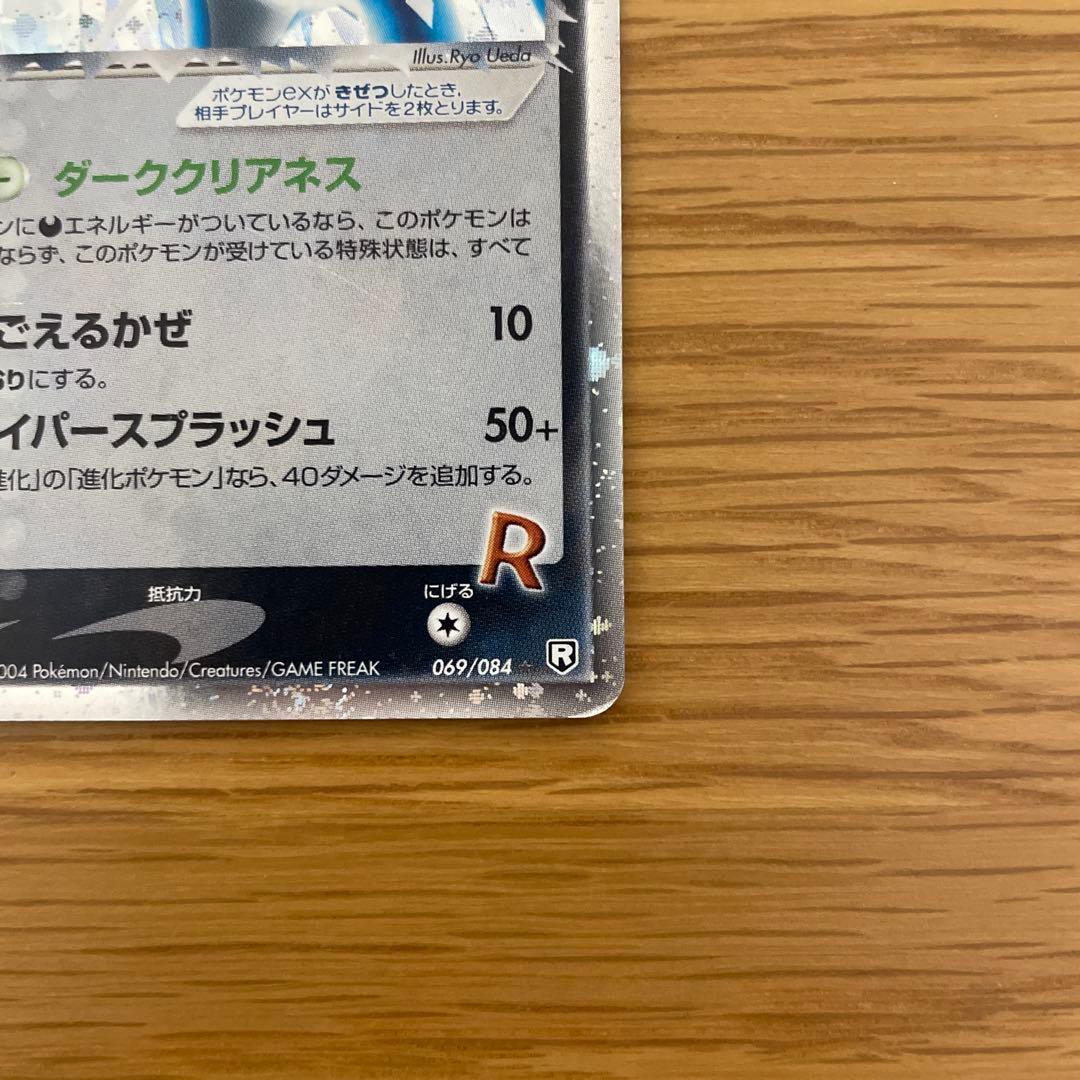 Illus.Ryo Ueda
ポケモンexが きぜつしたとき、
相手プレイヤーはサイドを2枚とります。
ー ダーククリアネス
ンにエネルギーがついているなら、このポケモンは
ならず、このポケモンが受けている特殊状態は、すべて
ごえるかぜ 10
りにする。
イパースプラッシュ 50+
進化」の「進化ポケモン」なら、40ダメージを追加する。
R
抵抗力 にげる
004 Pokémon/Nintendo/Creatures/GAME FREAK 069/084 ☆ R